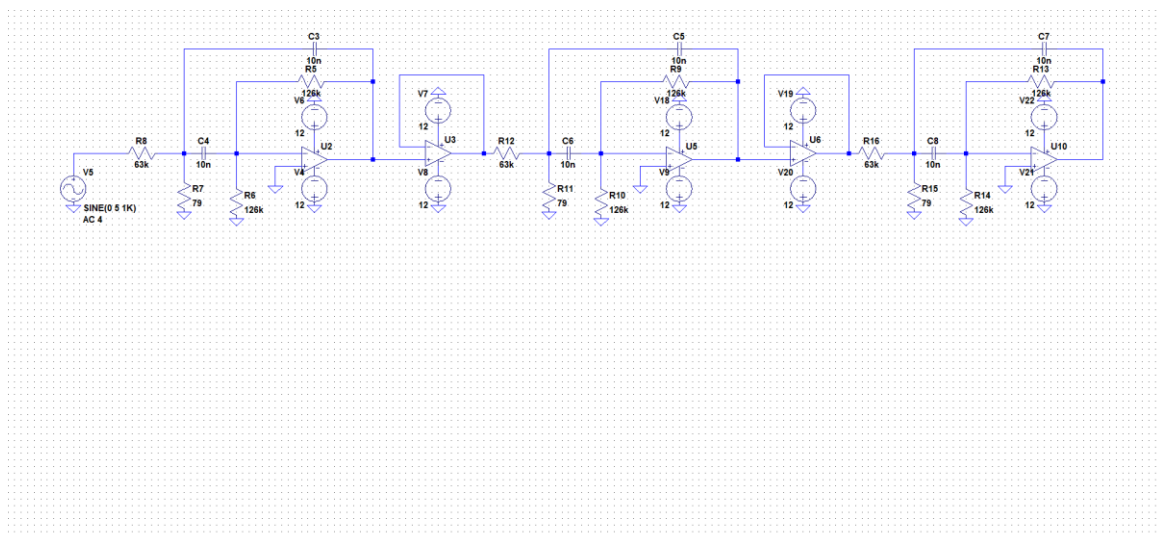 C3
10n
R5
126k
V6
12
R8
63k
C4
10n
U2
V4
12
R7
79
R6
126k
V5
SINE(0 5 1K)
AC 4
V7
12
U3
V8
12
R12
63k
C5
10n
R9
126k
V18
12
C6
10n
U5
V9
12
R11
79
R10
126k
V19
12
U6
V20
12
R16
63k
C7
10n
R13
126k
V22
12
C8
10n
U10
V21
12
R15
79
R14
126k